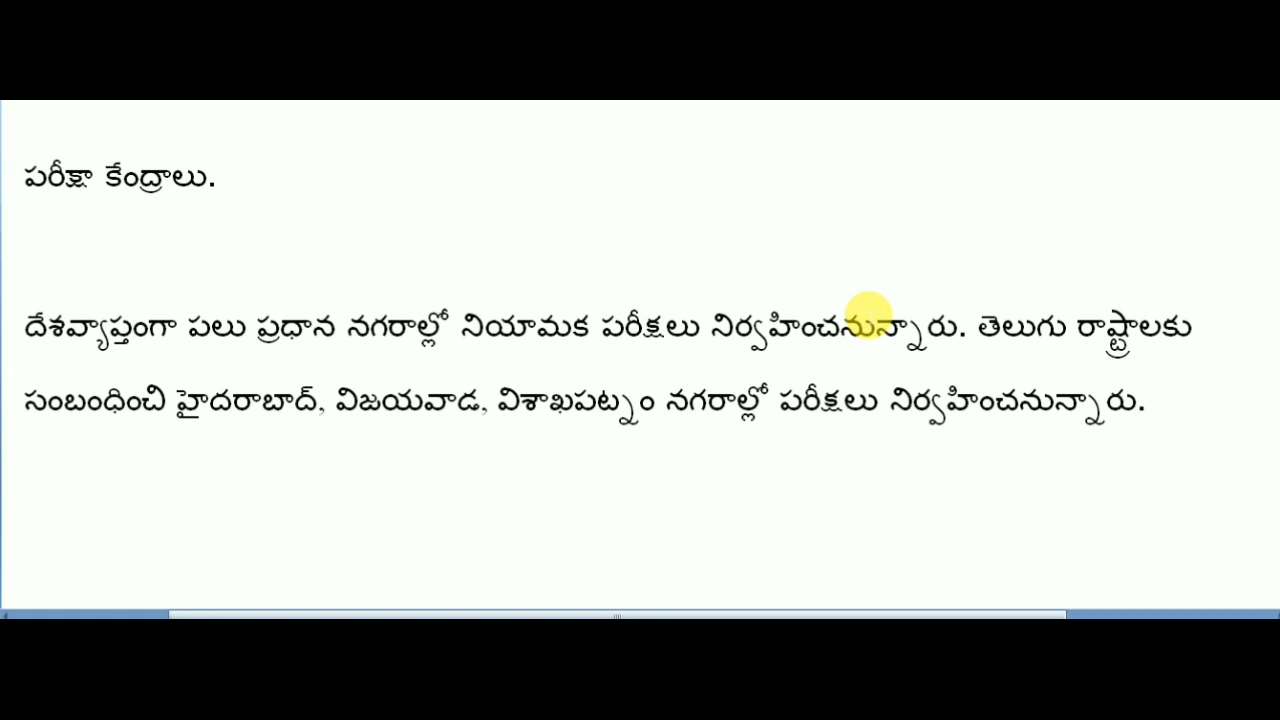 పరీక్షా కేంద్రాలు.
దేశవ్యాప్తంగా పలు ప్రధాన నగరాల్లో నియామక పరీక్షలు నిర్వహించనున్నారు. తెలుగు రాష్ట్రాలకు
సంబంధించి హైదరాబాద్, విజయవాడ, విశాఖపట్నం నగరాల్లో పరీక్షలు నిర్వహించనున్నారు.